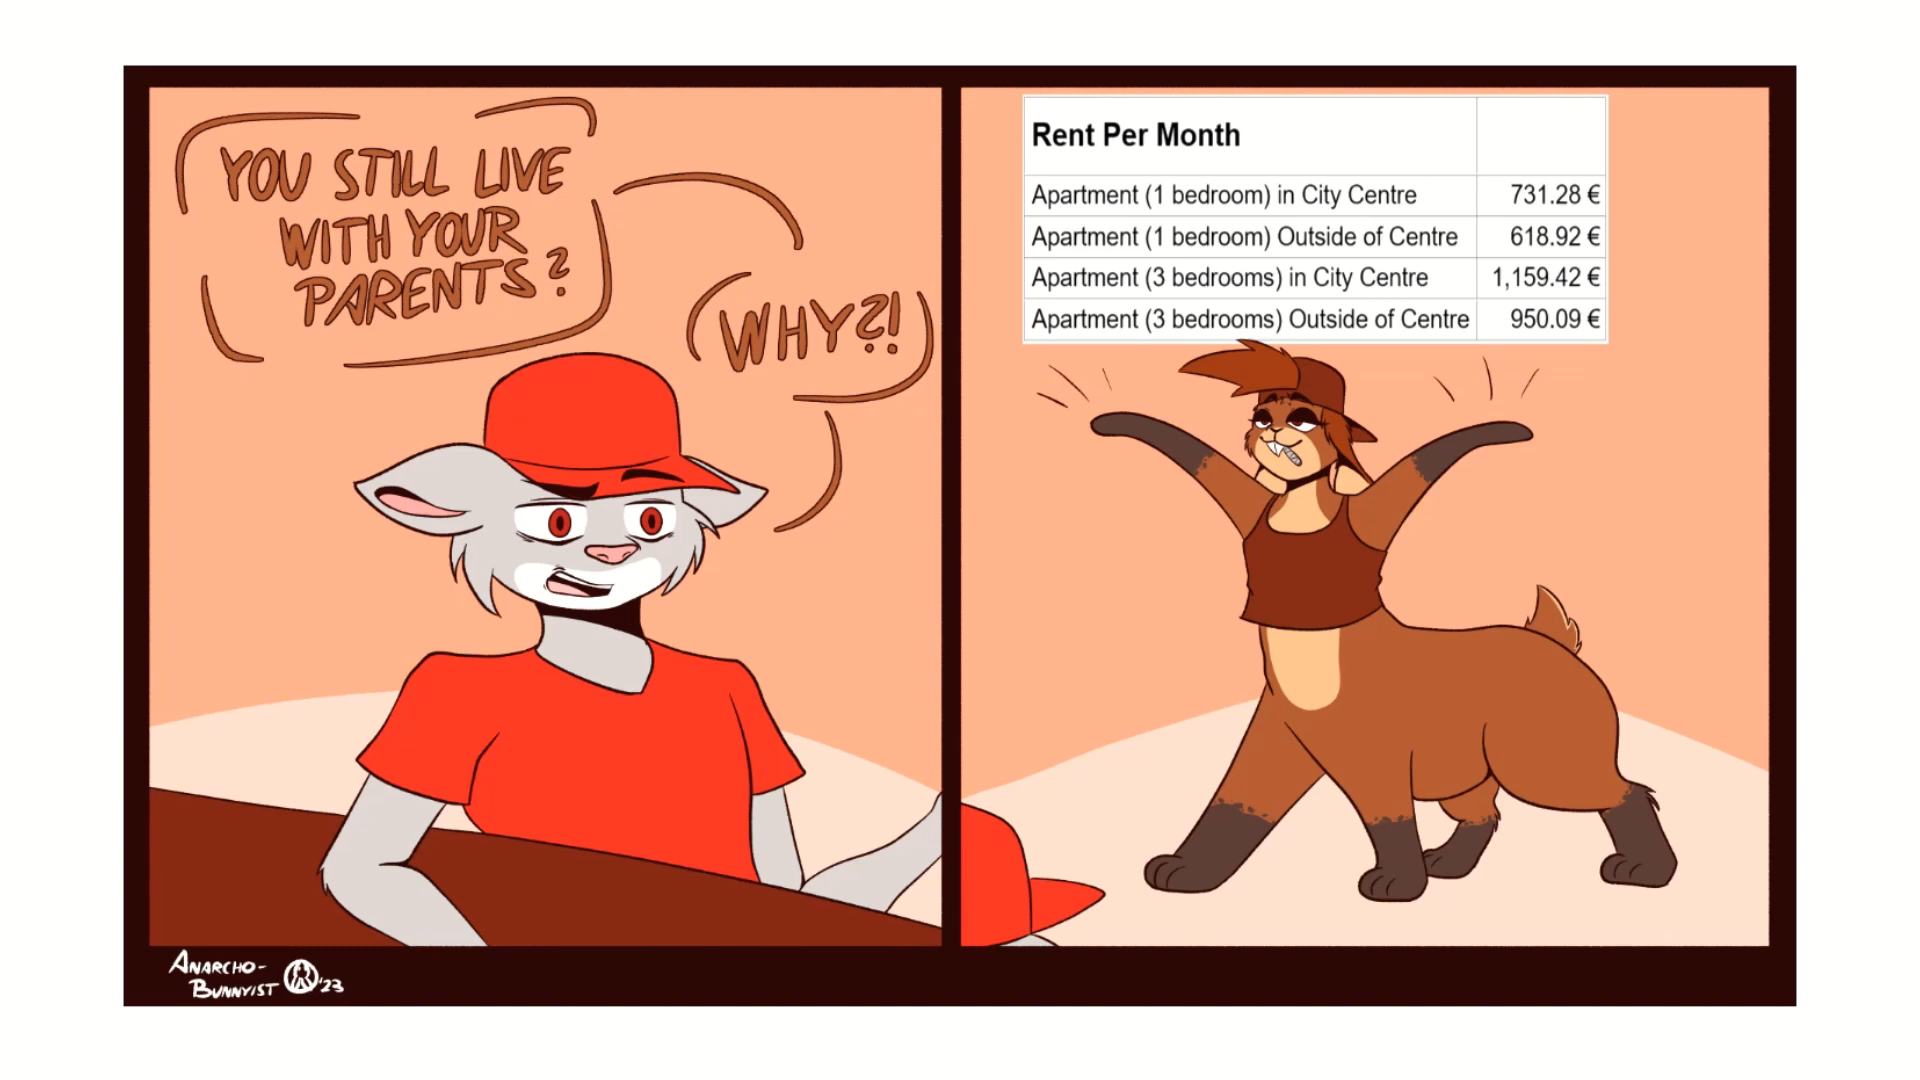 YOU STILL LIVE
WITH YOUR
PARENTS?
WHY?!
Rent Per Month
Apartment (1 bedroom) in City Centre 731.28 €
Apartment (1 bedroom) Outside of Centre 618.92 €
Apartment (3 bedrooms) in City Centre 1,159.42 €
Apartment (3 bedrooms) Outside of Centre 950.09 €
ANARCHO-
BUNNYIST '23